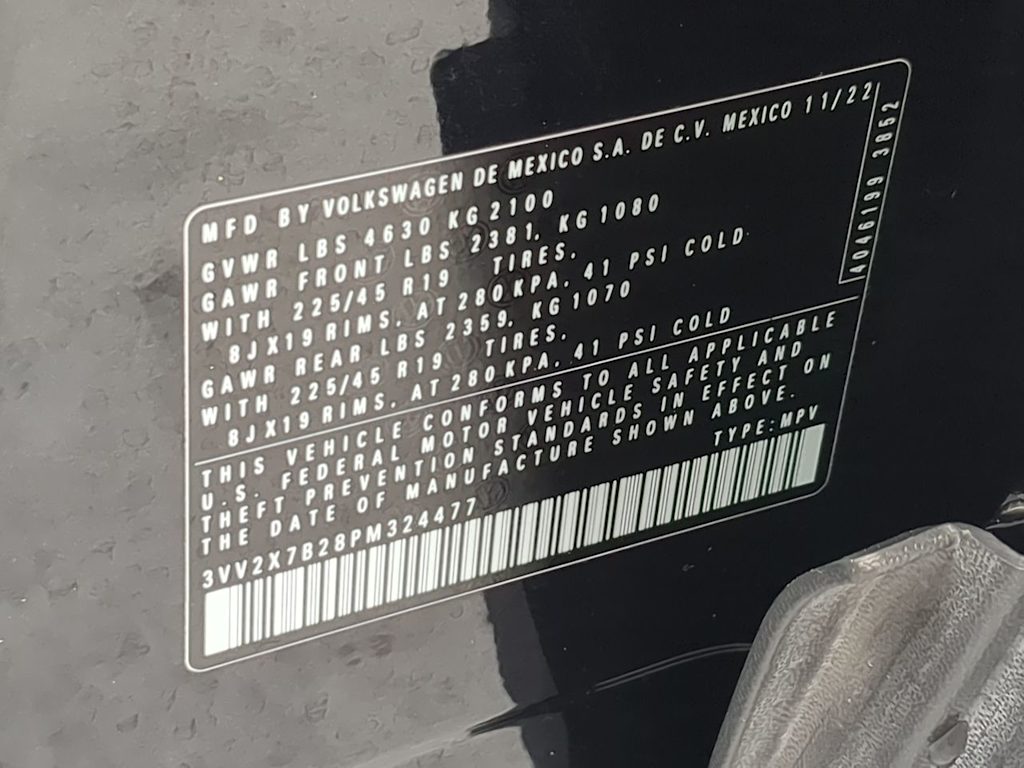 MFD BY VOLKSWAGEN DE MEXICO S.A. DE C.V. MEXICO 11/22
GVWR LBS 4630 KG 2100
GAWR FRONT LBS 2381, KG 1080
WITH 225/45 R19 TIRES,
8JX19 RIMS, AT 280 KPA, 41 PSI COLD
GAWR REAR LBS 2359, KG 1070
WITH 225/45 R19 TIRES,
8JX19 RIMS, AT 280 KPA, 41 PSI COLD
THIS VEHICLE CONFORMS TO ALL APPLICABLE
U.S. FEDERAL MOTOR VEHICLE SAFETY AND
THEFT PREVENTION STANDARDS IN EFFECT ON
THE DATE OF MANUFACTURE SHOWN ABOVE.
3VV2X7B28PM324477 TYPE:MPV
4046199 3852